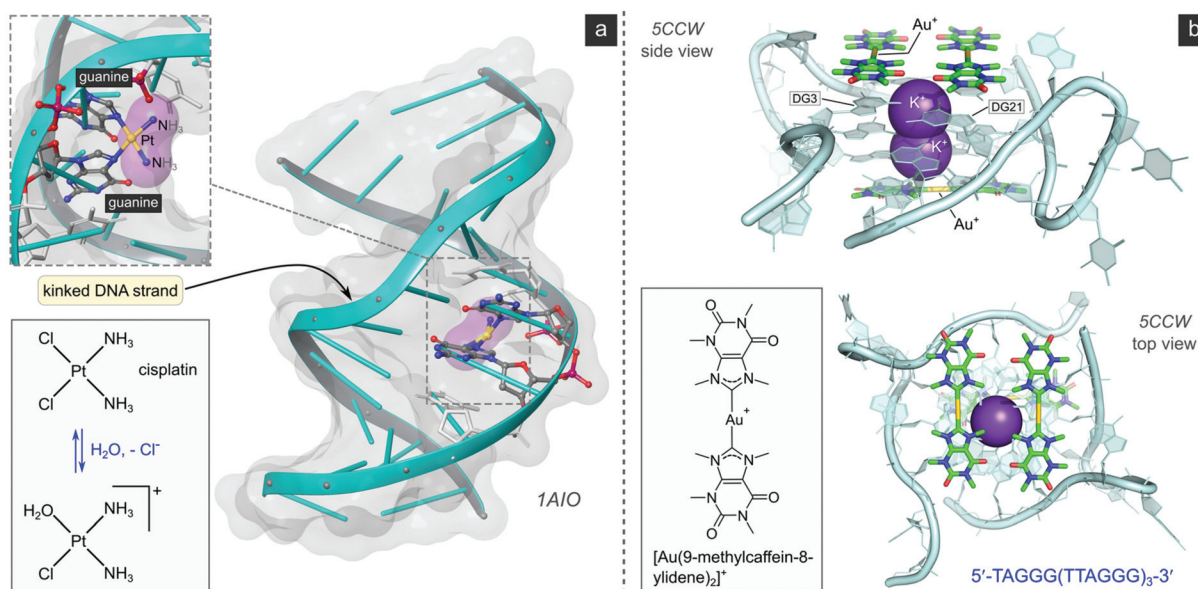 a
guanine
NH₃
Pt
NH₃
guanine
kinked DNA strand
Cl
NH₃
Pt
cisplatin
Cl
NH₃
H₂O, - Cl⁻
+
H₂O
NH₃
Pt
Cl
NH₃
1AIO
b
5CCW
side view
Au⁺
DG3
K⁺
DG21
K⁺
Au⁺
O
N
O
N
N
N
Au
+
N
N
N
O
N
O
[Au(9-methylcaffein-8-
ylidene)₂]⁺
5CCW
top view
5′-TAGGG(TTAGGG)₃-3′